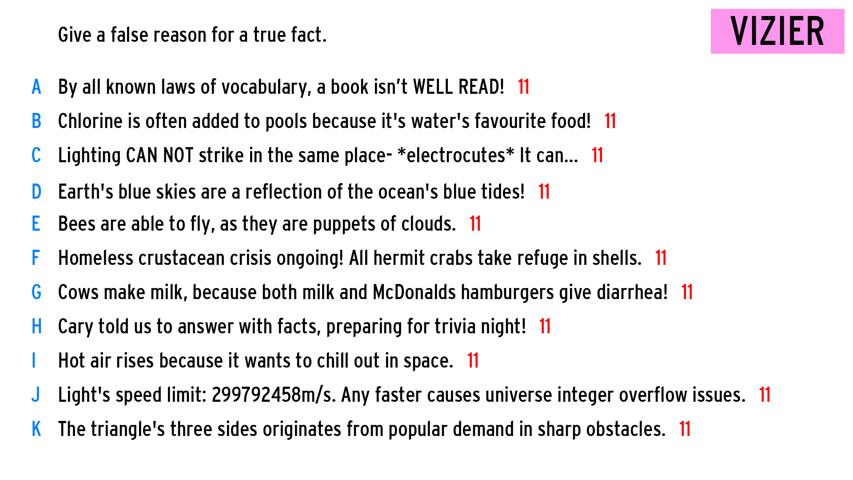 Give a false reason for a true fact.
VIZIER
A By all known laws of vocabulary, a book isn't WELL READ! 11
B Chlorine is often added to pools because it's water's favourite food! 11
C Lighting CAN NOT strike in the same place- *electrocutes* It can... 11
D Earth's blue skies are a reflection of the ocean's blue tides! 11
E Bees are able to fly, as they are puppets of clouds. 11
F Homeless crustacean crisis ongoing! All hermit crabs take refuge in shells. 11
G Cows make milk, because both milk and McDonalds hamburgers give diarrhea! 11
H Cary told us to answer with facts, preparing for trivia night! 11
I Hot air rises because it wants to chill out in space. 11
J Light's speed limit: 299792458m/s. Any faster causes universe integer overflow issues. 11
K The triangle's three sides originates from popular demand in sharp obstacles. 11